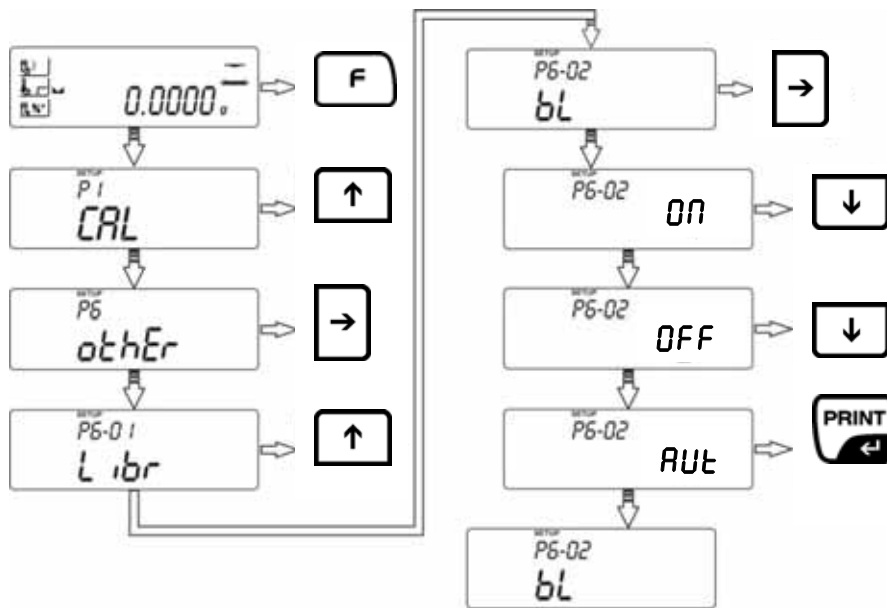 0.0000 g
F
SETUP
P1
CAL
↑
SETUP
P6
othEr
→
SETUP
P6-01
Libr
↑
SETUP
P6-02
bL
→
SETUP
P6-02
ON
↓
SETUP
P6-02
OFF
↓
SETUP
P6-02
AUt
PRINT
SETUP
P6-02
bL